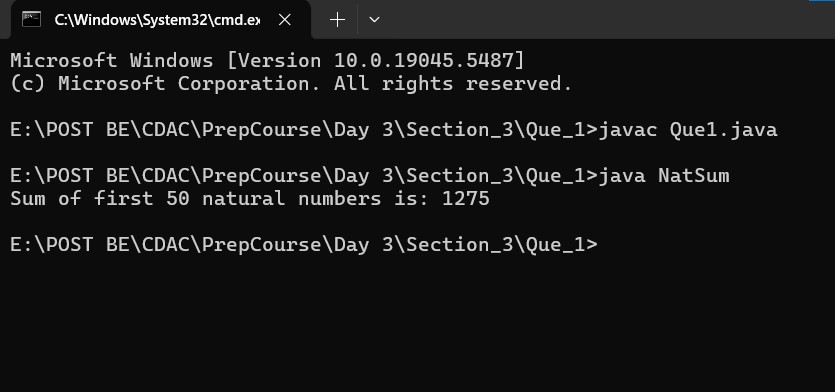 C:\Windows\System32\cmd.ex
Microsoft Windows [Version 10.0.19045.5487]
(c) Microsoft Corporation. All rights reserved.
E:\POST BE\CDAC\PrepCourse\Day 3\Section_3\Que_1>javac Que1.java
E:\POST BE\CDAC\PrepCourse\Day 3\Section_3\Que_1>java NatSum
Sum of first 50 natural numbers is: 1275
E:\POST BE\CDAC\PrepCourse\Day 3\Section_3\Que_1>